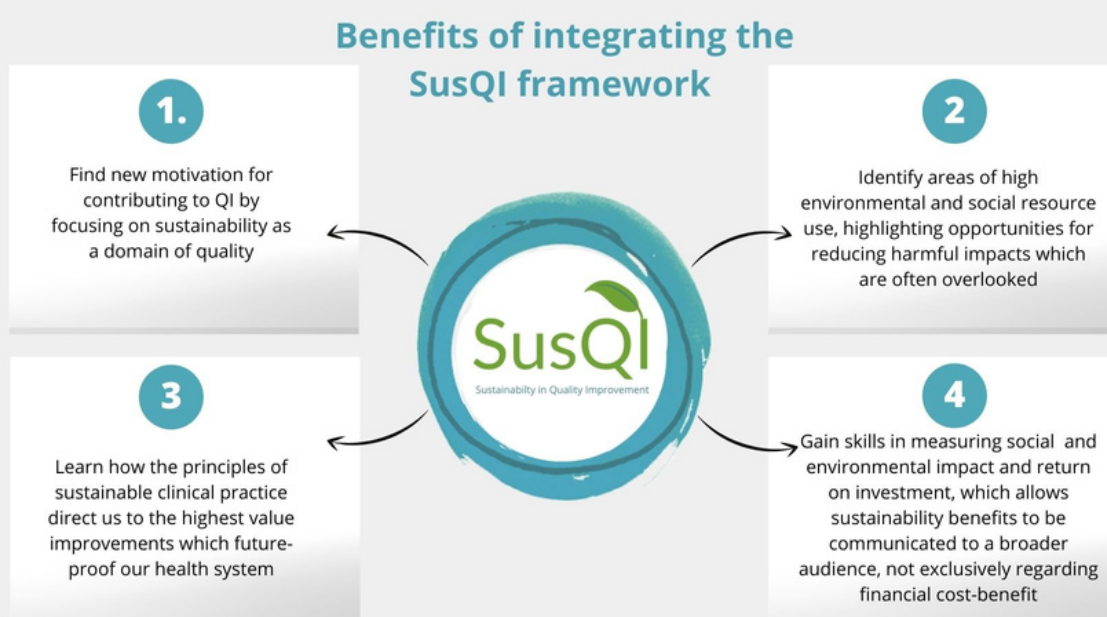 Benefits of integrating the
SusQI framework
1.
Find new motivation for
contributing to QI by
focusing on sustainability as
a domain of quality
2
Identify areas of high
environmental and social resource
use, highlighting opportunities for
reducing harmful impacts which
are often overlooked
SusQI
Sustainabilty in Quality Improvement
3
Learn how the principles of
sustainable clinical practice
direct us to the highest value
improvements which future-
proof our health system
4
Gain skills in measuring social and
environmental impact and return
on investment, which allows
sustainability benefits to be
communicated to a broader
audience, not exclusively regarding
financial cost-benefit